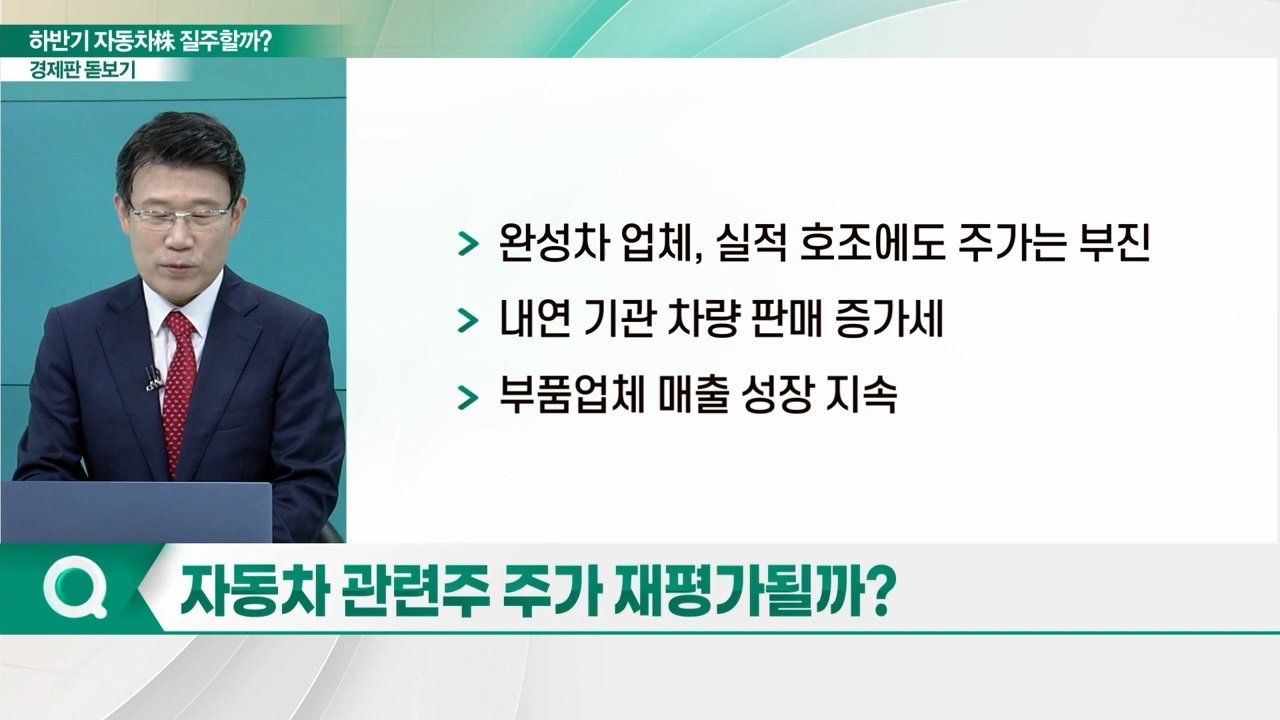 하반기 자동차株 질주할까?
경제판 돋보기
> 완성차 업체, 실적 호조에도 주가는 부진
> 내연 기관 차량 판매 증가세
> 부품업체 매출 성장 지속
자동차 관련주 주가 재평가될까?